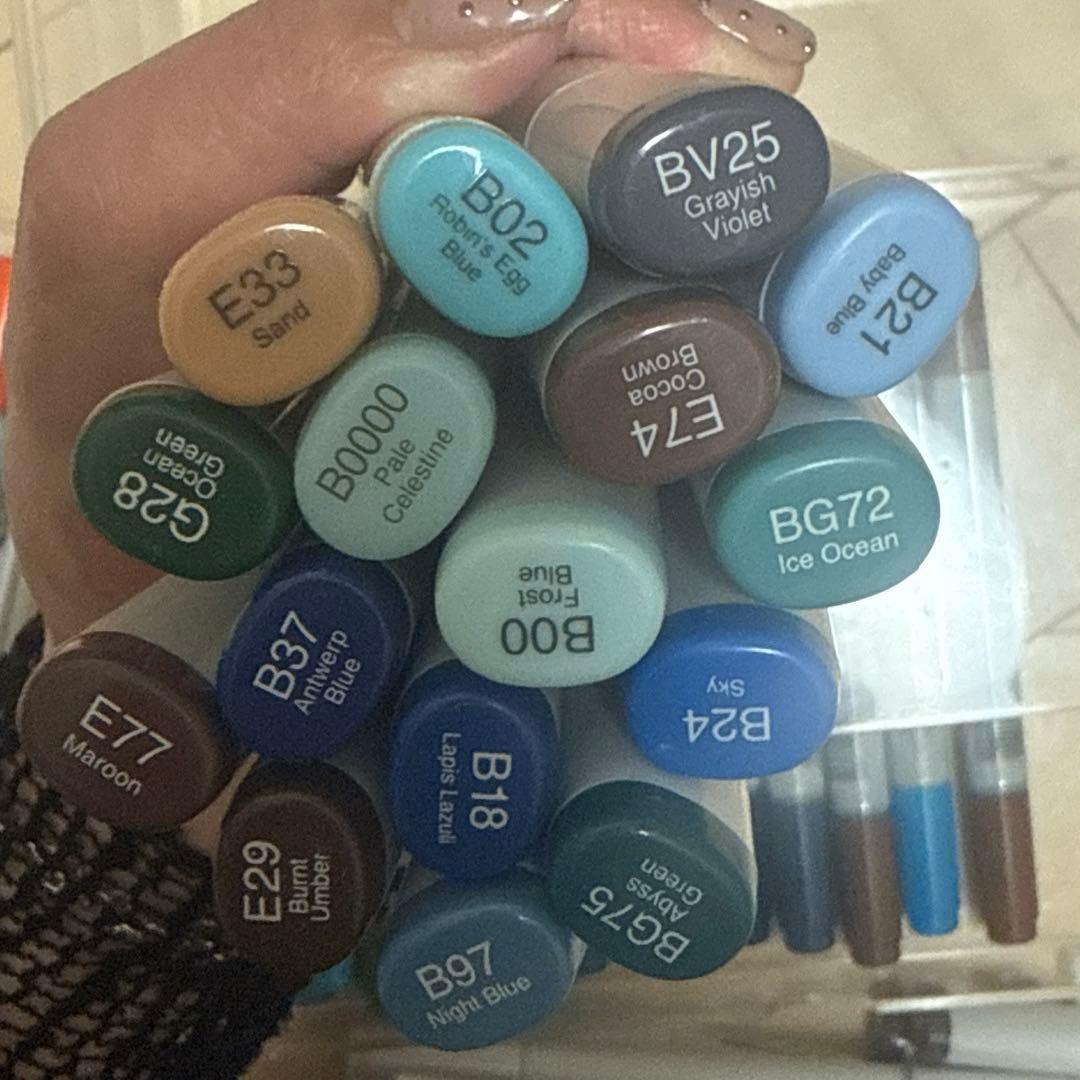 BV25
Grayish
Violet
B02
Robin's Egg
Blue
B21
Baby Blue
E33
Sand
E74
Cocoa
Brown
B0000
Pale
Celestine
G28
Ocean
Green
BG72
Ice Ocean
B00
Frost
Blue
B37
Antwerp
Blue
B24
Sky
E77
Maroon
B18
Lapis Lazuli
E29
Burnt
Umber
BG75
Abyss
Green
B97
Night Blue